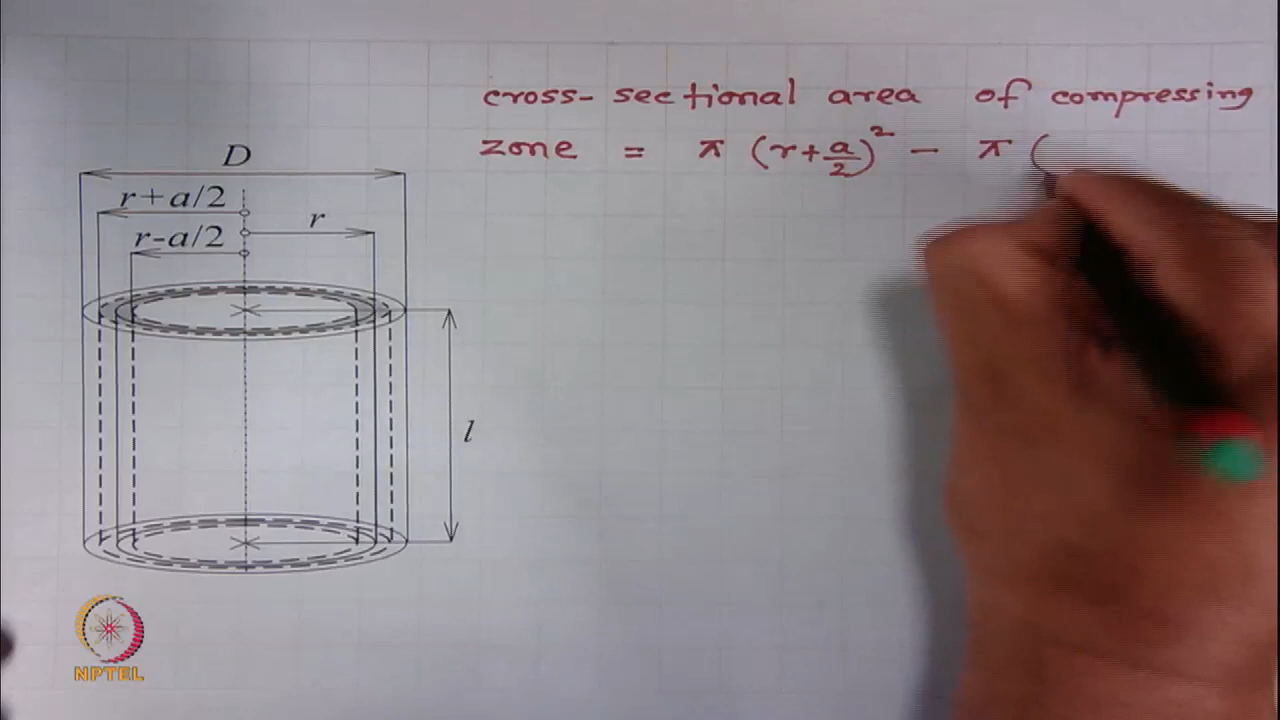 cross-sectional area of compressing
zone = π (r+a/2)² - π (
D
r+a/2
r
r-a/2
l
NPTEL